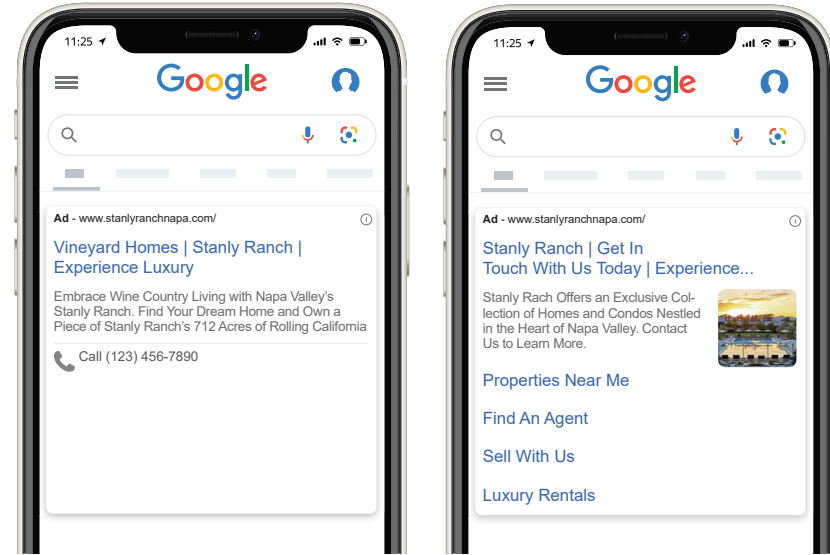 11:25
Google
Ad - www.stanlyranchnapa.com/
Vineyard Homes | Stanly Ranch |
Experience Luxury
Embrace Wine Country Living with Napa Valley's
Stanly Ranch. Find Your Dream Home and Own a
Piece of Stanly Ranch's 712 Acres of Rolling California
Call (123) 456-7890
11:25
Google
Ad - www.stanlyranchnapa.com/
Stanly Ranch | Get In
Touch With Us Today | Experience...
Stanly Rach Offers an Exclusive Col-
lection of Homes and Condos Nestled
in the Heart of Napa Valley. Contact
Us to Learn More.
Properties Near Me
Find An Agent
Sell With Us
Luxury Rentals